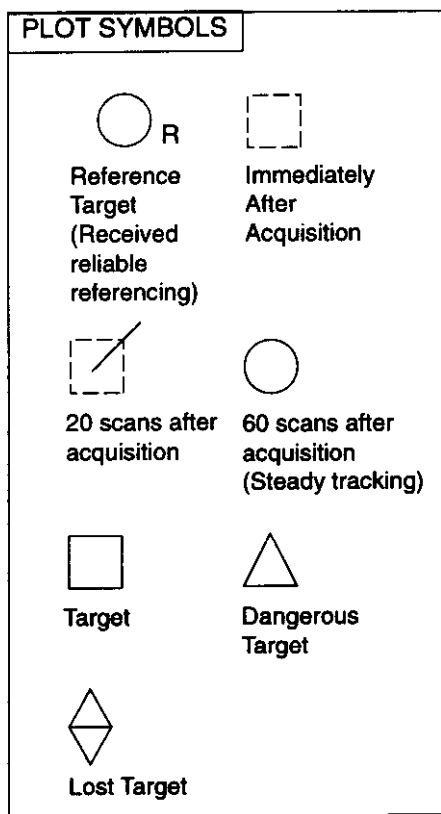 PLOT SYMBOLS
R
Reference
Target
(Received
reliable
referencing)
Immediately
After
Acquisition
20 scans after
acquisition
60 scans after
acquisition
(Steady tracking)
Target
Dangerous
Target
Lost Target